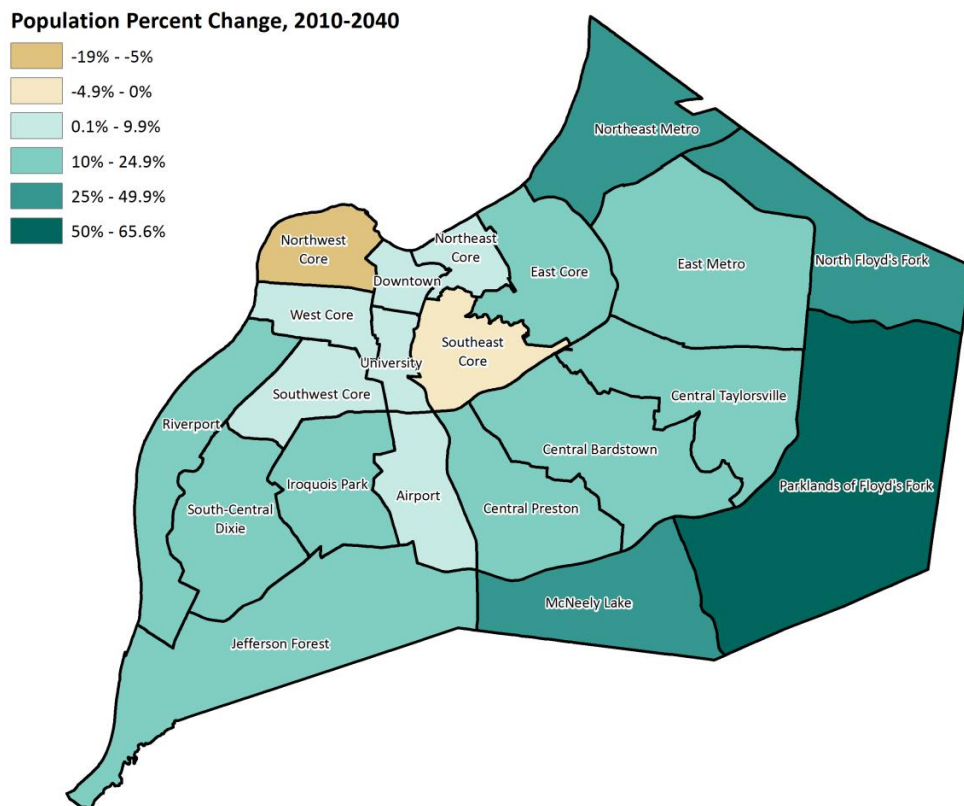 Population Percent Change, 2010-2040
-19% - -5%
-4.9% - 0%
0.1% - 9.9%
10% - 24.9%
25% - 49.9%
50% - 65.6%
Northeast Metro
Northwest
Core
Northeast
Core
North Floyd's Fork
East Metro
East Core
Downtown
West Core
Southeast
Core
University
Southwest Core
Central Taylorsville
Riverport
Central Bardstown
Iroquois Park
Parklands of Floyd's Fork
Airport
South-Central
Dixie
Central Preston
McNeely Lake
Jefferson Forest